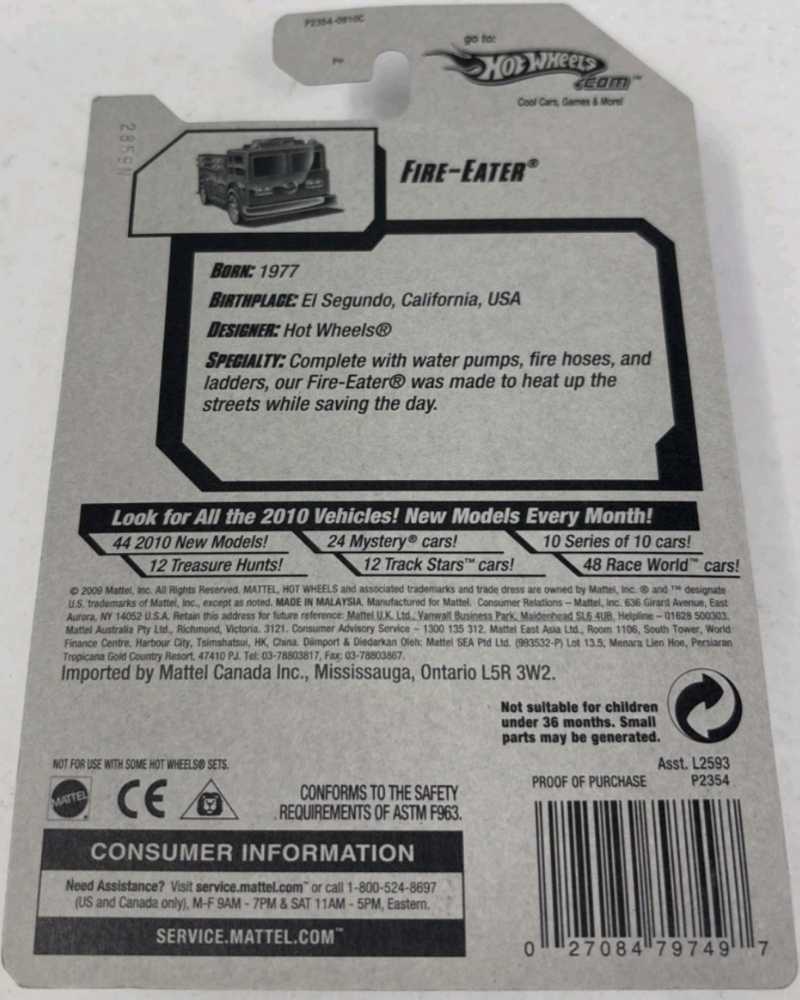 P2354-0910C
go to:
HOT WHEELS
.COM™
Cool Cars, Games & More!
2859N
FIRE-EATER®
BORN: 1977
BIRTHPLACE: El Segundo, California, USA
DESIGNER: Hot Wheels®
SPECIALTY: Complete with water pumps, fire hoses, and
ladders, our Fire-Eater® was made to heat up the
streets while saving the day.
Look for All the 2010 Vehicles! New Models Every Month!
44 2010 New Models! 24 Mystery® cars! 10 Series of 10 cars!
12 Treasure Hunts! 12 Track Stars™ cars! 48 Race World™ cars!
© 2009 Mattel, Inc. All Rights Reserved. MATTEL, HOT WHEELS and associated trademarks and trade dress are owned by Mattel, Inc. ® and ™ designate
U.S. trademarks of Mattel, Inc., except as noted. MADE IN MALAYSIA. Manufactured for Mattel. Consumer Relations – Mattel, Inc. 636 Girard Avenue, East
Aurora, NY 14052 U.S.A. Retain this address for future reference: Mattel U.K. Ltd., Vanwall Business Park, Maidenhead SL6 4UB. Helpline – 01628 500303.
Mattel Australia Pty Ltd., Richmond, Victoria. 3121. Consumer Advisory Service – 1300 135 312. Mattel East Asia Ltd., Room 1106, South Tower, World
Finance Centre, Harbour City, Tsimshatsui, HK, China. Diimport & Diedarkan Oleh: Mattel SEA Ptd Ltd. (993532-P) Lot 13.5, Menara Lien Hoe, Persiaran
Tropicana Gold Country Resort, 47410 PJ. Tel: 03-78803817, Fax: 03-78803867.
Imported by Mattel Canada Inc., Mississauga, Ontario L5R 3W2.
Not suitable for children
under 36 months. Small
parts may be generated.
NOT FOR USE WITH SOME HOT WHEELS® SETS.
Asst. L2593
PROOF OF PURCHASE P2354
MATTEL
CE
CONFORMS TO THE SAFETY
REQUIREMENTS OF ASTM F963.
CONSUMER INFORMATION
Need Assistance? Visit service.mattel.com™ or call 1-800-524-8697
(US and Canada only), M-F 9AM - 7PM & SAT 11AM - 5PM, Eastern.
SERVICE.MATTEL.COM™
0 27084 79749 7